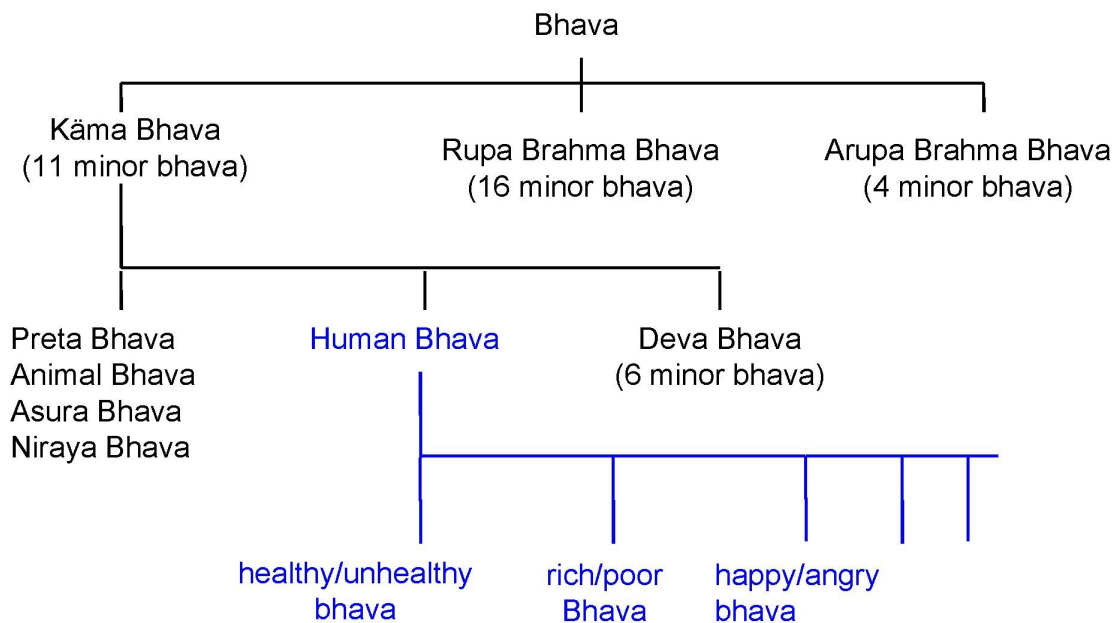 Bhava
Käma Bhava
(11 minor bhava)
Rupa Brahma Bhava
(16 minor bhava)
Arupa Brahma Bhava
(4 minor bhava)
Preta Bhava
Animal Bhava
Asura Bhava
Niraya Bhava
Human Bhava
Deva Bhava
(6 minor bhava)
healthy/unhealthy
bhava
rich/poor
Bhava
happy/angry
bhava